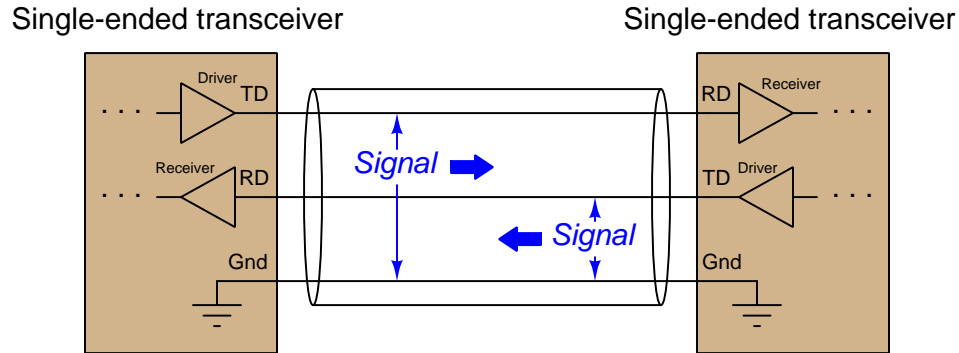 Single-ended transceiver
Single-ended transceiver
Driver
TD
RD
Receiver
. . .
. . .
Signal
Receiver
RD
TD
Driver
. . .
. . .
Signal
Gnd
Gnd